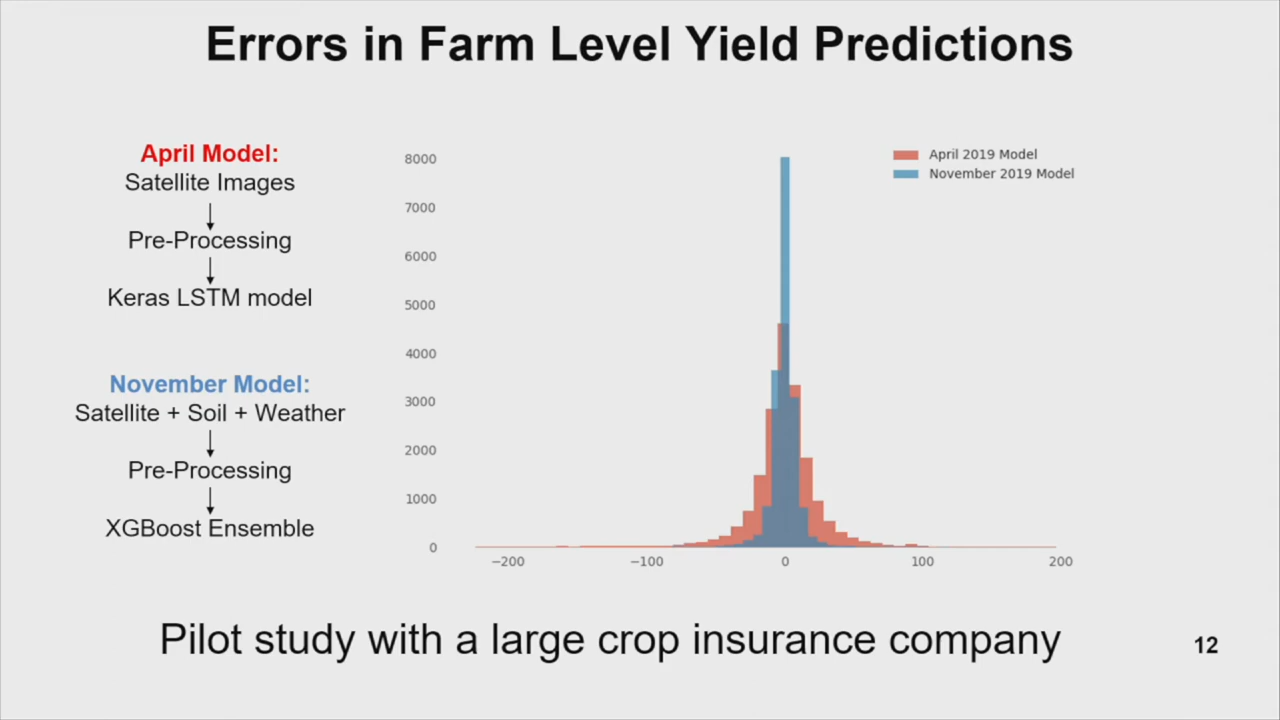 Errors in Farm Level Yield Predictions
April Model:
Satellite Images
Pre-Processing
Keras LSTM model
November Model:
Satellite + Soil + Weather
Pre-Processing
XGBoost Ensemble
8000
7000
6000
5000
4000
3000
2000
1000
0
−200
−100
0
100
200
April 2019 Model
November 2019 Model
Pilot study with a large crop insurance company
12